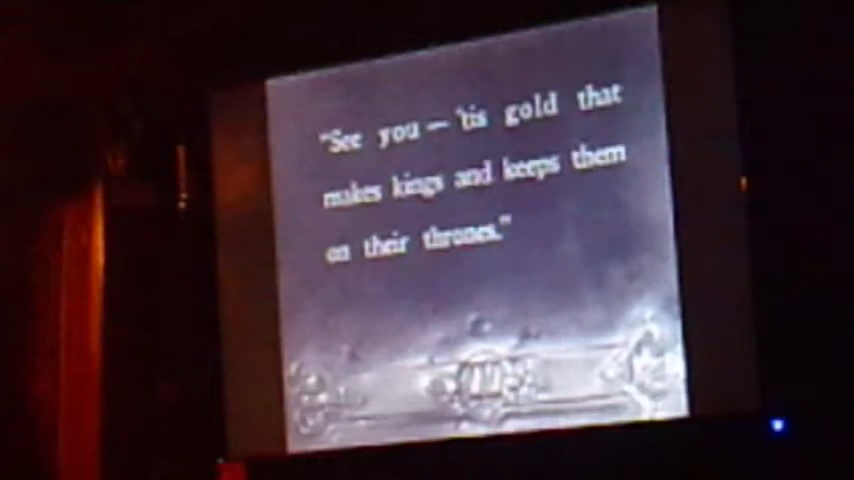 "See you — 'tis gold that
makes kings and keeps them
on their thrones."